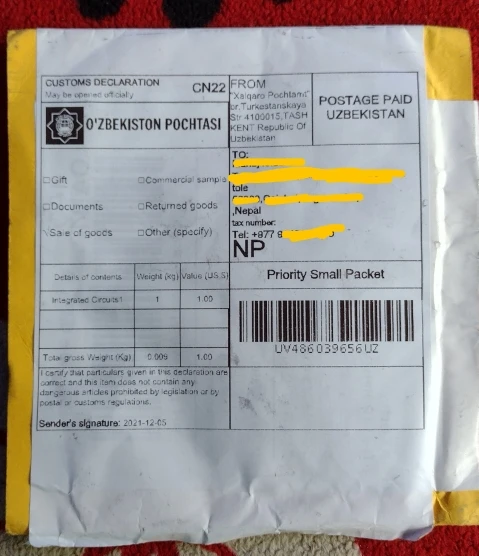 CUSTOMS DECLARATION
May be opened officially
CN22
O'ZBEKISTON POCHTASI
Gift
Commercial sample
Documents
Returned goods
Sale of goods
Other (specify)
Details of contents
Weight (kg)
Value (US,$)
Integrated Circuits1
1
1.00
Total gross Weight (Kg)
0.009
1.00
I certify that particulars given in this declaration are
correct and this item does not contain any
dangerous articles prohibited by legislation or by
postal or customs regulations.
Sender's signature: 2021-12-05
FROM
"Xalqaro Pochtamt"
or,Turkestanskaya
Str 4100015,TASH
KENT Republic Of
Uzbekistan
POSTAGE PAID
UZBEKISTAN
TO:
tole
,Nepal
tax number:
Tel: +977 9
NP
Priority Small Packet
UV486039656UZ